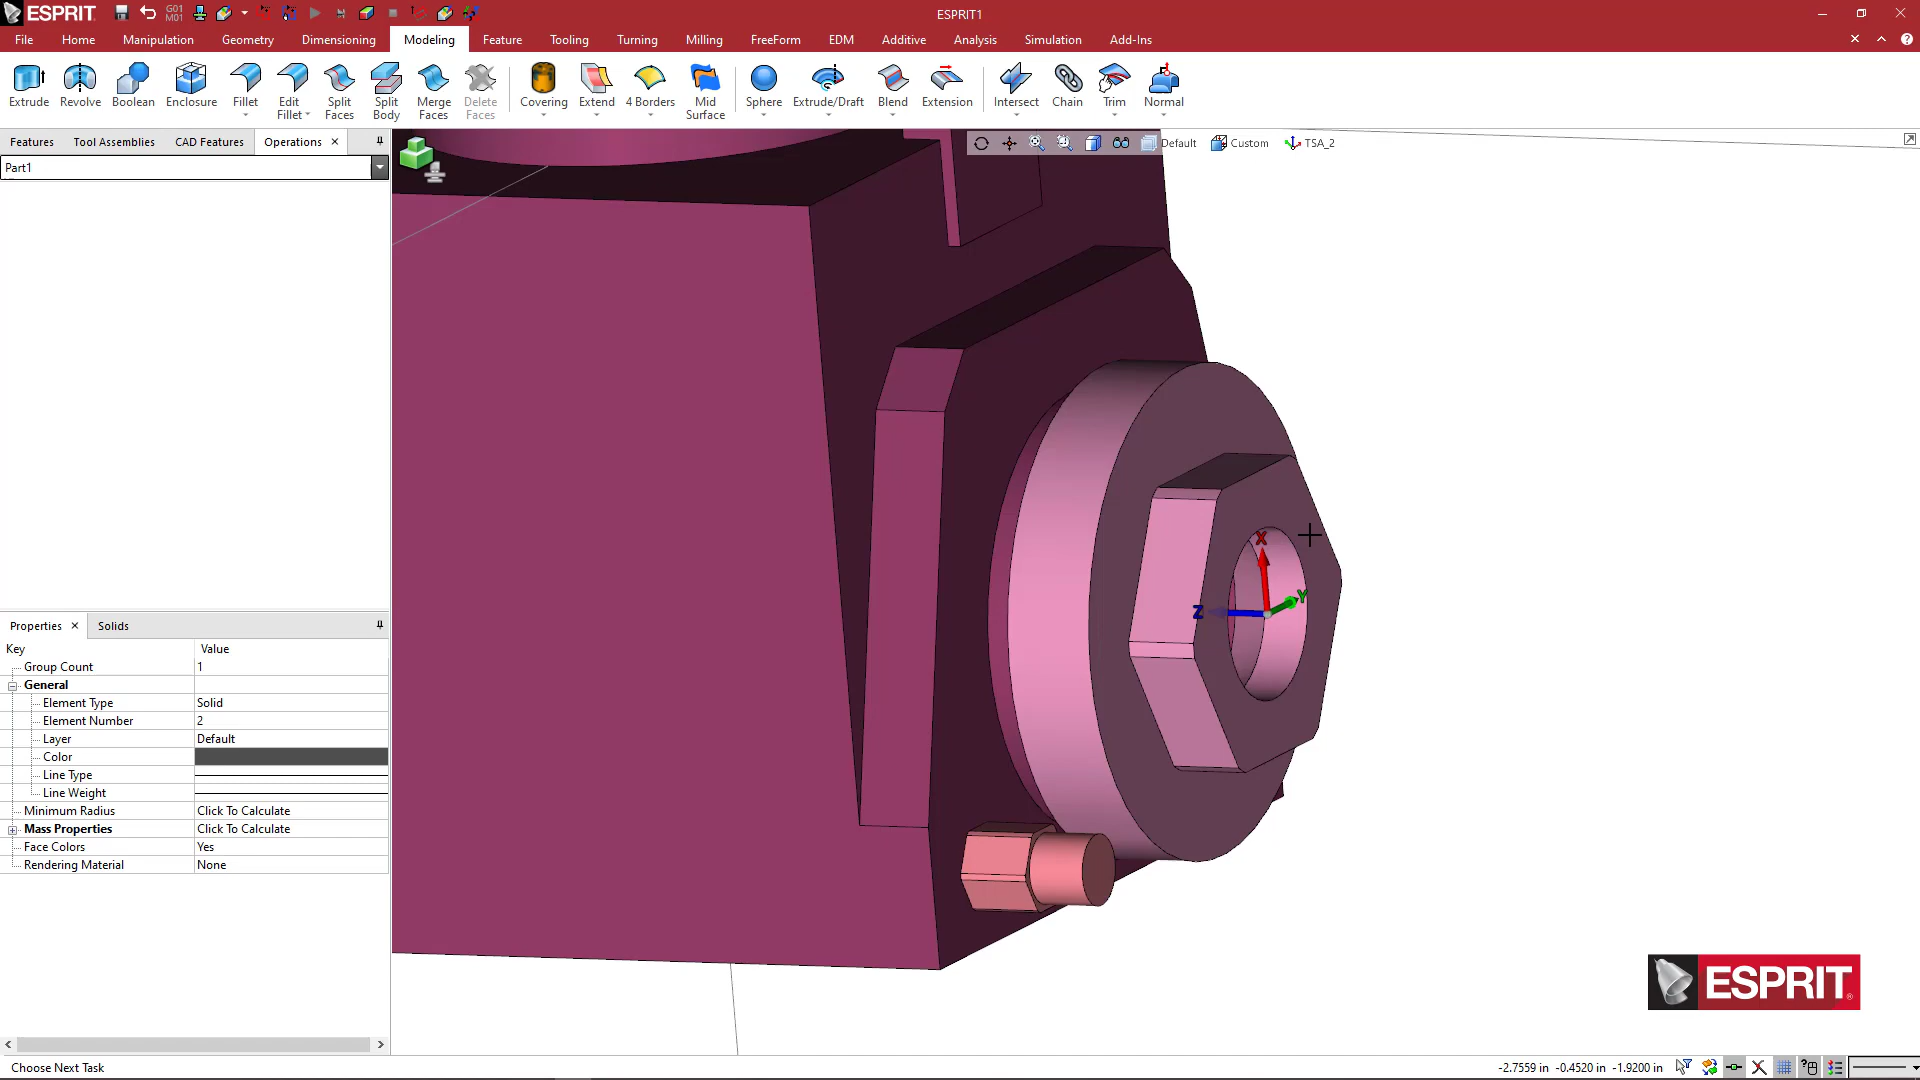 ESPRIT
G01
M01
ESPRIT1
File Home Manipulation Geometry Dimensioning Modeling Feature Tooling Turning Milling FreeForm EDM Additive Analysis Simulation Add-Ins
Extrude Revolve Boolean Enclosure Fillet Edit Fillet Split Faces Split Body Merge Faces Delete Faces Covering Extend 4 Borders Mid Surface Sphere Extrude/Draft Blend Extension Intersect Chain Trim Normal
Features Tool Assemblies CAD Features Operations
Default Custom TSA_2
Part1
X
Y
Z
Properties Solids
Key Value
Group Count 1
General
Element Type Solid
Element Number 2
Layer Default
Color
Line Type
Line Weight
Minimum Radius Click To Calculate
Mass Properties Click To Calculate
Face Colors Yes
Rendering Material None
ESPRIT®
Choose Next Task
-2.7559 in -0.4520 in -1.9200 in